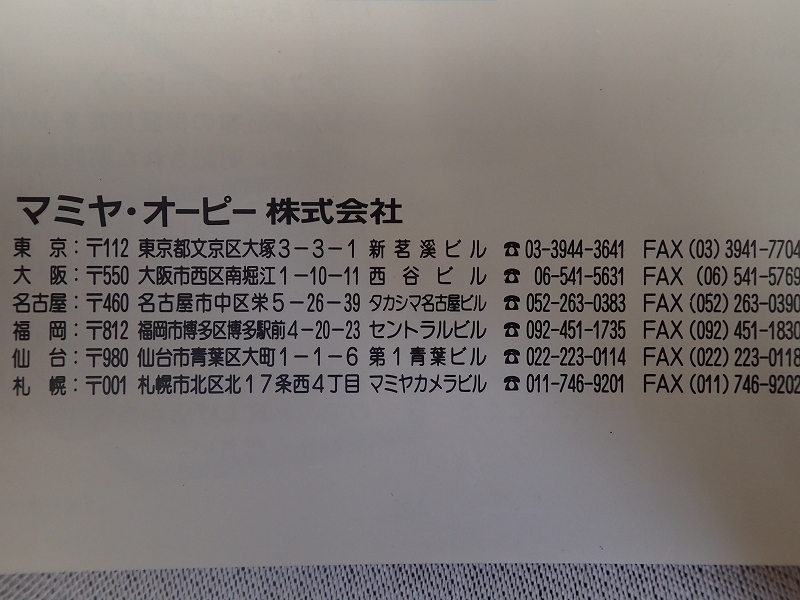 マミヤ・オーピー株式会社
東　京：〒112 東京都文京区大塚3-3-1 新茗溪ビル ☎ 03-3944-3641 FAX (03) 3941-7704
大　阪：〒550 大阪市西区南堀江1-10-11 西谷ビル ☎ 06-541-5631 FAX (06) 541-5769
名古屋：〒460 名古屋市中区栄5-26-39 タカシマ名古屋ビル ☎ 052-263-0383 FAX (052) 263-0390
福　岡：〒812 福岡市博多区博多駅前4-20-23 セントラルビル ☎ 092-451-1735 FAX (092) 451-1830
仙　台：〒980 仙台市青葉区大町1-1-6 第1青葉ビル ☎ 022-223-0114 FAX (022) 223-0118
札　幌：〒001 札幌市北区北17条西4丁目 マミヤカメラビル ☎ 011-746-9201 FAX (011) 746-9202